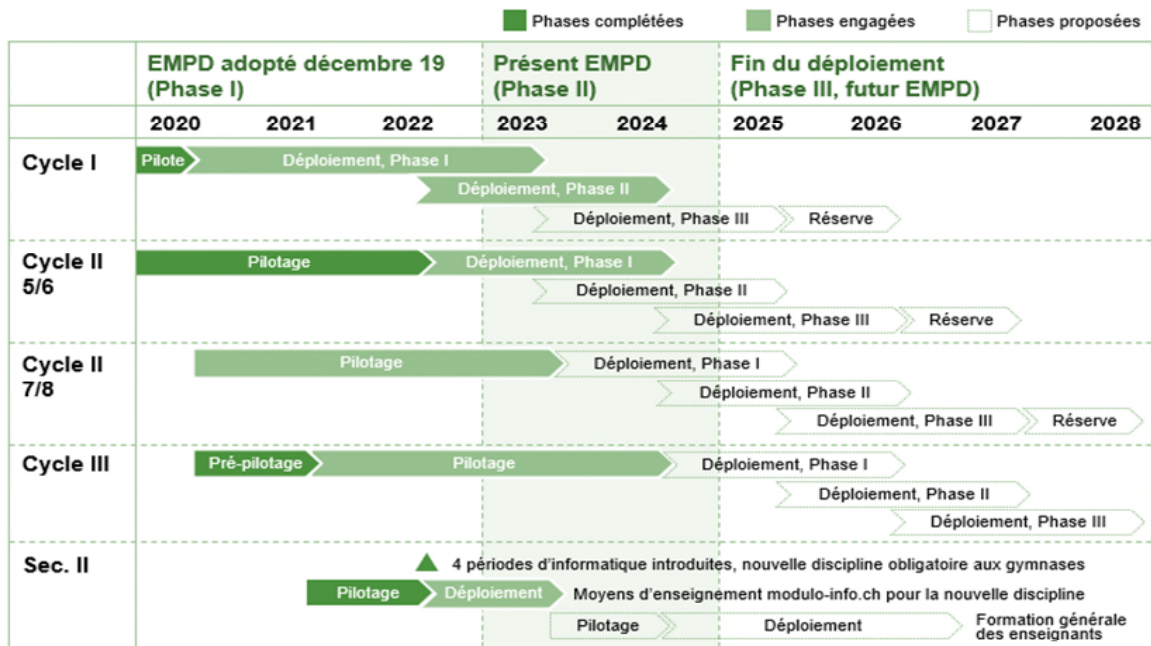 Phases complétées
Phases engagées
Phases proposées
EMPD adopté décembre 19
(Phase I)
Présent EMPD
(Phase II)
Fin du déploiement
(Phase III, futur EMPD)
2020 2021 2022 2023 2024 2025 2026 2027 2028
Cycle I
Pilote
Déploiement, Phase I
Déploiement, Phase II
Déploiement, Phase III
Réserve
Cycle II
5/6
Pilotage
Déploiement, Phase I
Déploiement, Phase II
Déploiement, Phase III
Réserve
Cycle II
7/8
Pilotage
Déploiement, Phase I
Déploiement, Phase II
Déploiement, Phase III
Réserve
Cycle III
Pré-pilotage
Pilotage
Déploiement, Phase I
Déploiement, Phase II
Déploiement, Phase III
Sec. II
4 périodes d'informatique introduites, nouvelle discipline obligatoire aux gymnases
Pilotage
Déploiement
Moyens d'enseignement modulo-info.ch pour la nouvelle discipline
Pilotage
Déploiement
Formation générale
des enseignants